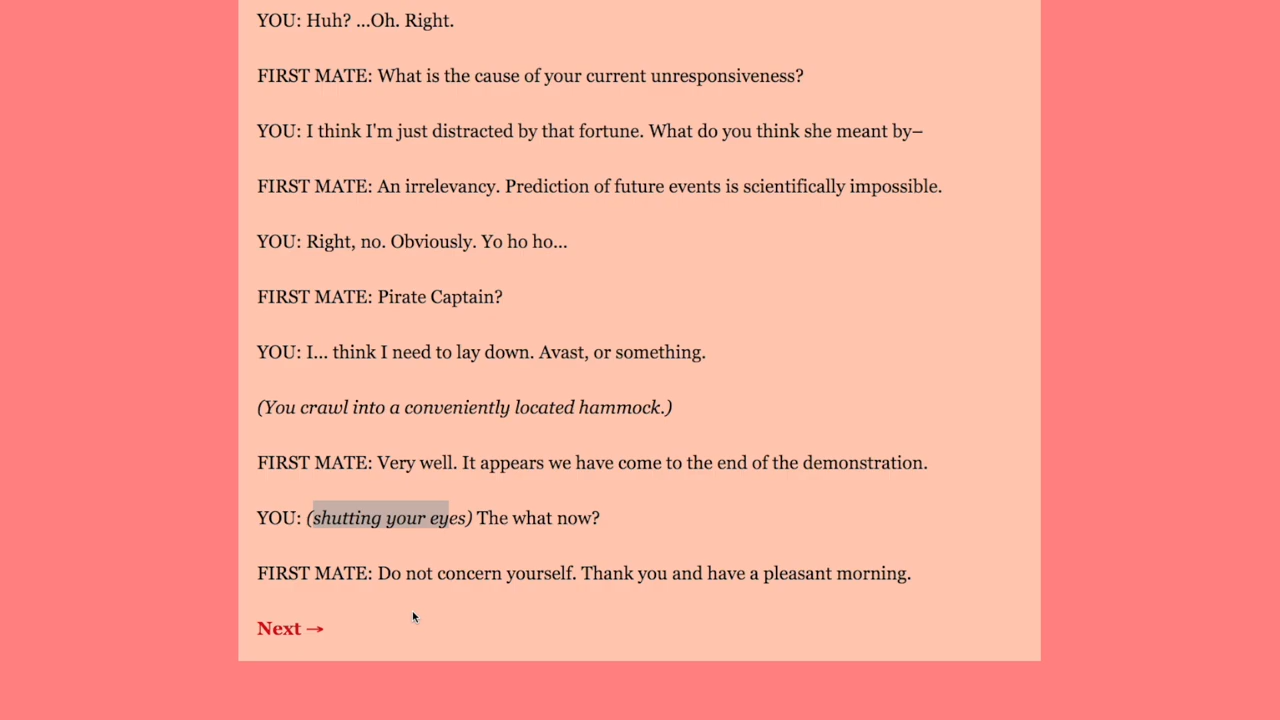 YOU: Huh? ...Oh. Right.
FIRST MATE: What is the cause of your current unresponsiveness?
YOU: I think I'm just distracted by that fortune. What do you think she meant by–
FIRST MATE: An irrelevancy. Prediction of future events is scientifically impossible.
YOU: Right, no. Obviously. Yo ho ho...
FIRST MATE: Pirate Captain?
YOU: I... think I need to lay down. Avast, or something.
(You crawl into a conveniently located hammock.)
FIRST MATE: Very well. It appears we have come to the end of the demonstration.
YOU: (shutting your eyes) The what now?
FIRST MATE: Do not concern yourself. Thank you and have a pleasant morning.
Next →